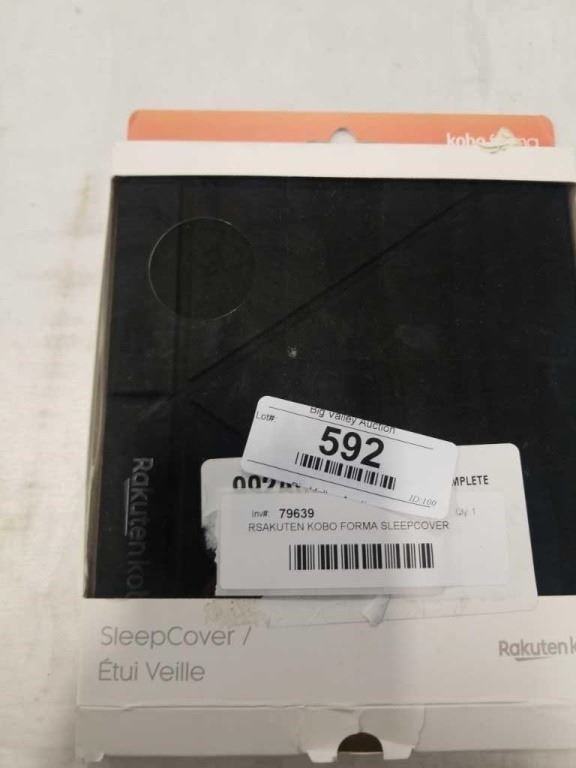 kobo
Big Valley Auction
Lot#:
592
ID:100
MPLETE
Inv#: 79639
Qty: 1
RSAKUTEN KOBO FORMA SLEEPCOVER
Rakuten ko
SleepCover /
Étui Veille
Rakuten k